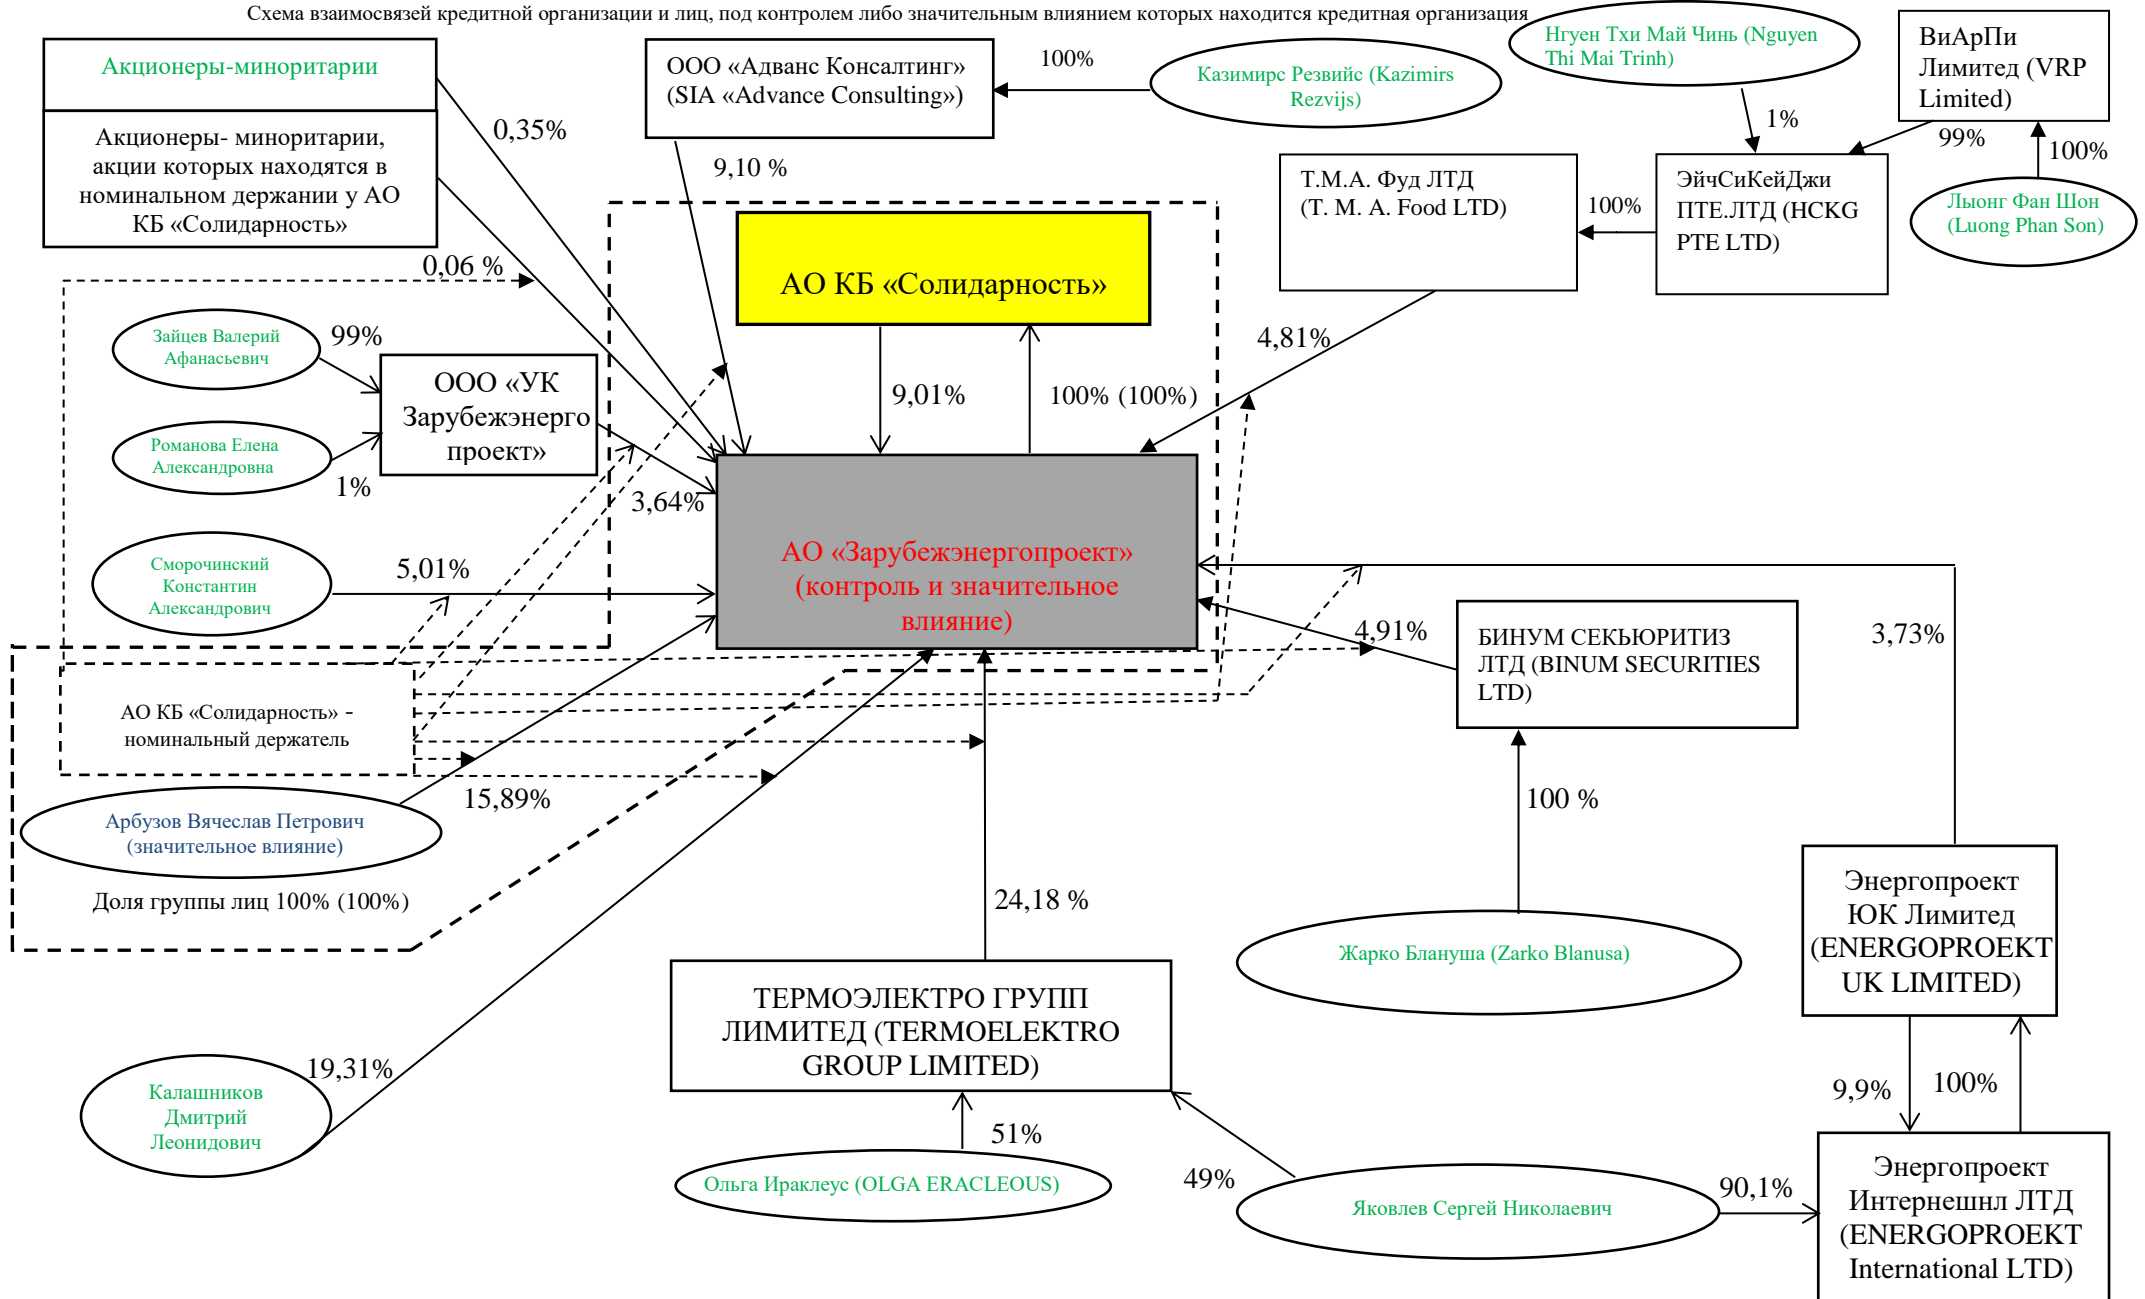 Схема взаимосвязей кредитной организации и лиц, под контролем либо значительным влиянием которых находится кредитная организация
Акционеры-миноритарии
Акционеры- миноритарии,
акции которых находятся в
номинальном держании у АО
КБ «Солидарность»
0,35%
0,06 %
ООО «Адванс Консалтинг»
(SIA «Advance Consulting»)
100%
Казимирс Резвийс (Kazimirs
Rezvijs)
9,10 %
Нгуен Тхи Май Чинь (Nguyen
Thi Mai Trinh)
1%
ВиАрПи
Лимитед (VRP
Limited)
99%
100%
Лыонг Фан Шон
(Luong Phan Son)
ЭйчСиКейДжи
ПТЕ.ЛТД (HCKG
PTE LTD)
100%
Т.М.А. Фуд ЛТД
(T. M. A. Food LTD)
4,81%
АО КБ «Солидарность»
9,01%
100% (100%)
Зайцев Валерий
Афанасьевич
99%
Романова Елена
Александровна
1%
ООО «УК
Зарубежэнерго
проект»
3,64%
АО «Зарубежэнергопроект»
(контроль и значительное
влияние)
Сморочинский
Константин
Александрович
5,01%
АО КБ «Солидарность» -
номинальный держатель
Арбузов Вячеслав Петрович
(значительное влияние)
15,89%
Доля группы лиц 100% (100%)
4,91%
БИНУМ СЕКЬЮРИТИЗ
ЛТД (BINUM SECURITIES
LTD)
3,73%
100 %
Жарко Блануша (Zarko Blanusa)
24,18 %
ТЕРМОЭЛЕКТРО ГРУПП
ЛИМИТЕД (TERMOELEKTRO
GROUP LIMITED)
Энергопроект
ЮК Лимитед
(ENERGOPROEKT
UK LIMITED)
19,31%
Калашников
Дмитрий
Леонидович
51%
Ольга Ираклеус (OLGA ERACLEOUS)
49%
Яковлев Сергей Николаевич
90,1%
9,9%
100%
Энергопроект
Интернешнл ЛТД
(ENERGOPROEKT
International LTD)